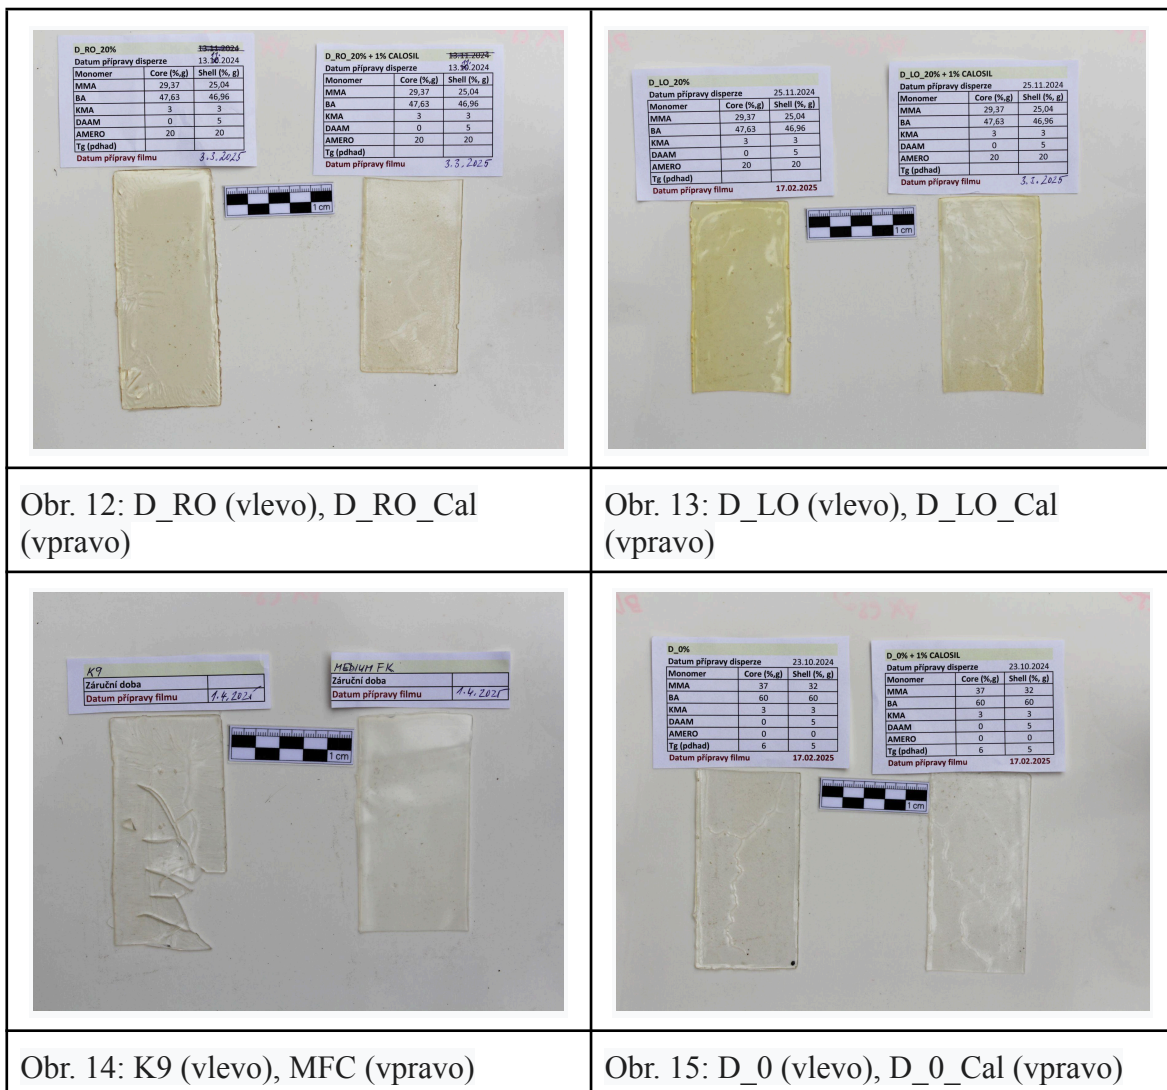 D_RO_20% 13.11.2024
Datum přípravy disperze 13.11.2024
Monomer Core (%,g) Shell (%, g)
MMA 29,37 25,04
BA 47,63 46,96
KMA 3 3
DAAM 0 5
AMERO 20 20
Tg (pdhad)
Datum přípravy filmu 3.3.2025
D_RO_20% + 1% CALOSIL 13.11.2024
Datum přípravy disperze 13.11.2024
Monomer Core (%,g) Shell (%, g)
MMA 29,37 25,04
BA 47,63 46,96
KMA 3 3
DAAM 0 5
AMERO 20 20
Tg (pdhad)
Datum přípravy filmu 3.3.2025
1 cm
D_LO_20%
Datum přípravy disperze 25.11.2024
Monomer Core (%,g) Shell (%, g)
MMA 29,37 25,04
BA 47,63 46,96
KMA 3 3
DAAM 0 5
AMERO 20 20
Tg (pdhad)
Datum přípravy filmu 17.02.2025
D_LO_20% + 1% CALOSIL
Datum přípravy disperze 25.11.2024
Monomer Core (%,g) Shell (%, g)
MMA 29,37 25,04
BA 47,63 46,96
KMA 3 3
DAAM 0 5
AMERO 20 20
Tg (pdhad)
Datum přípravy filmu 3.3.2025
1 cm
Obr. 12: D_RO (vlevo), D_RO_Cal
(vpravo)
Obr. 13: D_LO (vlevo), D_LO_Cal
(vpravo)
K9
Záruční doba
Datum přípravy filmu 1.4.2025
MEDIUM FK
Záruční doba
Datum přípravy filmu 1.4.2025
1 cm
D_0%
Datum přípravy disperze 23.10.2024
Monomer Core (%,g) Shell (%, g)
MMA 37 32
BA 60 60
KMA 3 3
DAAM 0 5
AMERO 0 0
Tg (pdhad) 6 5
Datum přípravy filmu 17.02.2025
D_0% + 1% CALOSIL
Datum přípravy disperze 23.10.2024
Monomer Core (%,g) Shell (%, g)
MMA 37 32
BA 60 60
KMA 3 3
DAAM 0 5
AMERO 0 0
Tg (pdhad) 6 5
Datum přípravy filmu 17.02.2025
1 cm
Obr. 14: K9 (vlevo), MFC (vpravo)
Obr. 15: D_0 (vlevo), D_0_Cal (vpravo)